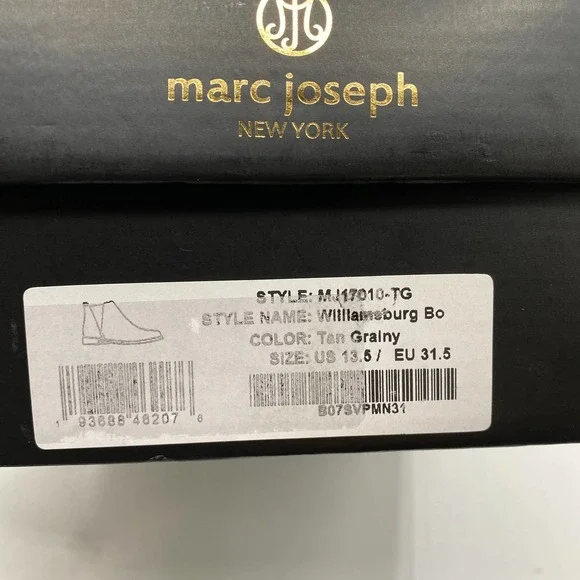 marc joseph
NEW YORK
STYLE: MJ17010-TG
STYLE NAME: Williamsburg Bo
COLOR: Tan Grainy
SIZE: US 13.5 / EU 31.5
1 93688 46207 6
B07SVPMN31